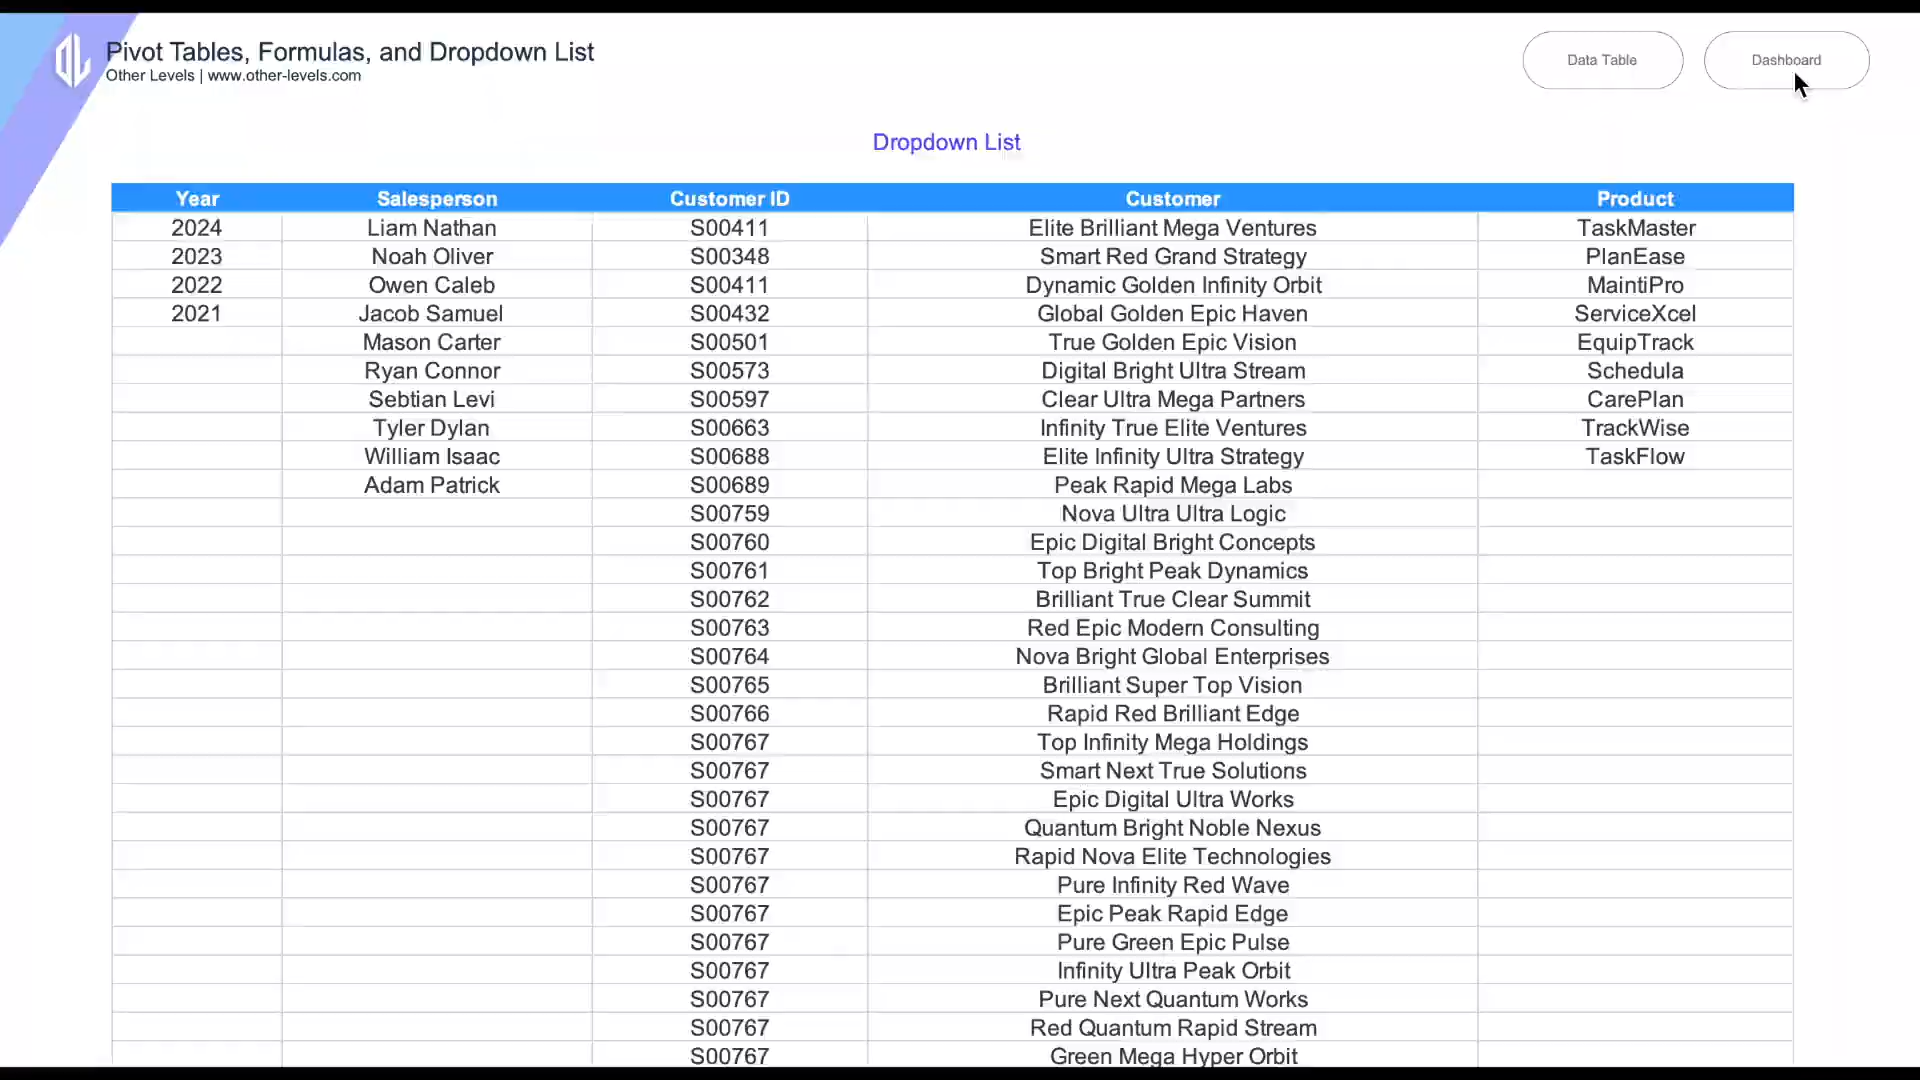 Pivot Tables, Formulas, and Dropdown List
Other Levels | www.other-levels.com
Data Table
Dashboard
Dropdown List
Year Salesperson Customer ID Customer Product
2024 Liam Nathan S00411 Elite Brilliant Mega Ventures TaskMaster
2023 Noah Oliver S00348 Smart Red Grand Strategy PlanEase
2022 Owen Caleb S00411 Dynamic Golden Infinity Orbit MaintiPro
2021 Jacob Samuel S00432 Global Golden Epic Haven ServiceXcel
Mason Carter S00501 True Golden Epic Vision EquipTrack
Ryan Connor S00573 Digital Bright Ultra Stream Schedula
Sebtian Levi S00597 Clear Ultra Mega Partners CarePlan
Tyler Dylan S00663 Infinity True Elite Ventures TrackWise
William Isaac S00688 Elite Infinity Ultra Strategy TaskFlow
Adam Patrick S00689 Peak Rapid Mega Labs
S00759 Nova Ultra Ultra Logic
S00760 Epic Digital Bright Concepts
S00761 Top Bright Peak Dynamics
S00762 Brilliant True Clear Summit
S00763 Red Epic Modern Consulting
S00764 Nova Bright Global Enterprises
S00765 Brilliant Super Top Vision
S00766 Rapid Red Brilliant Edge
S00767 Top Infinity Mega Holdings
S00767 Smart Next True Solutions
S00767 Epic Digital Ultra Works
S00767 Quantum Bright Noble Nexus
S00767 Rapid Nova Elite Technologies
S00767 Pure Infinity Red Wave
S00767 Epic Peak Rapid Edge
S00767 Pure Green Epic Pulse
S00767 Infinity Ultra Peak Orbit
S00767 Pure Next Quantum Works
S00767 Red Quantum Rapid Stream
S00767 Green Mega Hyper Orbit